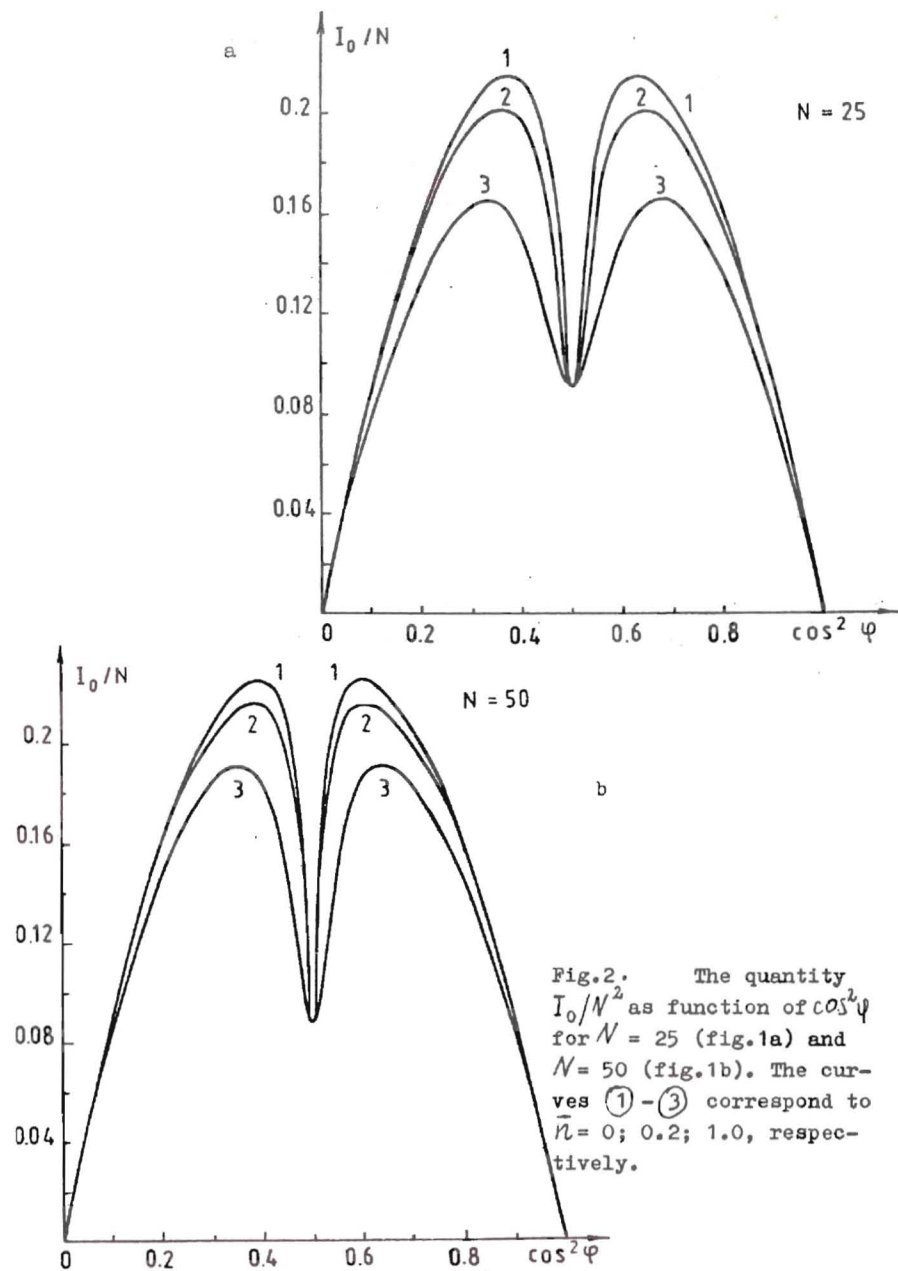 a
I₀/N
N = 25
1
1
2
2
3
3
0.2
0.16
0.12
0.08
0.04
0
0.2
0.4
0.6
0.8
cos² φ
b
I₀/N
N = 50
1
1
2
2
3
3
0.2
0.16
0.12
0.08
0.04
0
0.2
0.4
0.6
0.8
cos² φ
Fig.2. The quantity
I₀/N² as function of cos²φ
for N = 25 (fig.1a) and
N = 50 (fig.1b). The cur-
ves ① - ③ correspond to
n̄ = 0; 0.2; 1.0, respec-
tively.